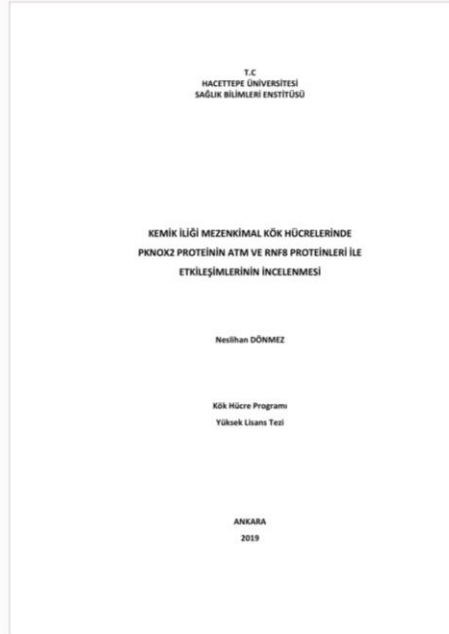 T.C
HACETTEPE ÜNİVERSİTESİ
SAĞLIK BİLİMLERİ ENSTİTÜSÜ
KEMİK İLİĞİ MEZENKİMAL KÖK HÜCRELERİNDE
PKNOX2 PROTEİNİN ATM VE RNF8 PROTEİNLERİ İLE
ETKİLEŞİMLERİNİN İNCELENMESİ
Neslihan DÖNMEZ
Kök Hücre Programı
Yüksek Lisans Tezi
ANKARA
2019